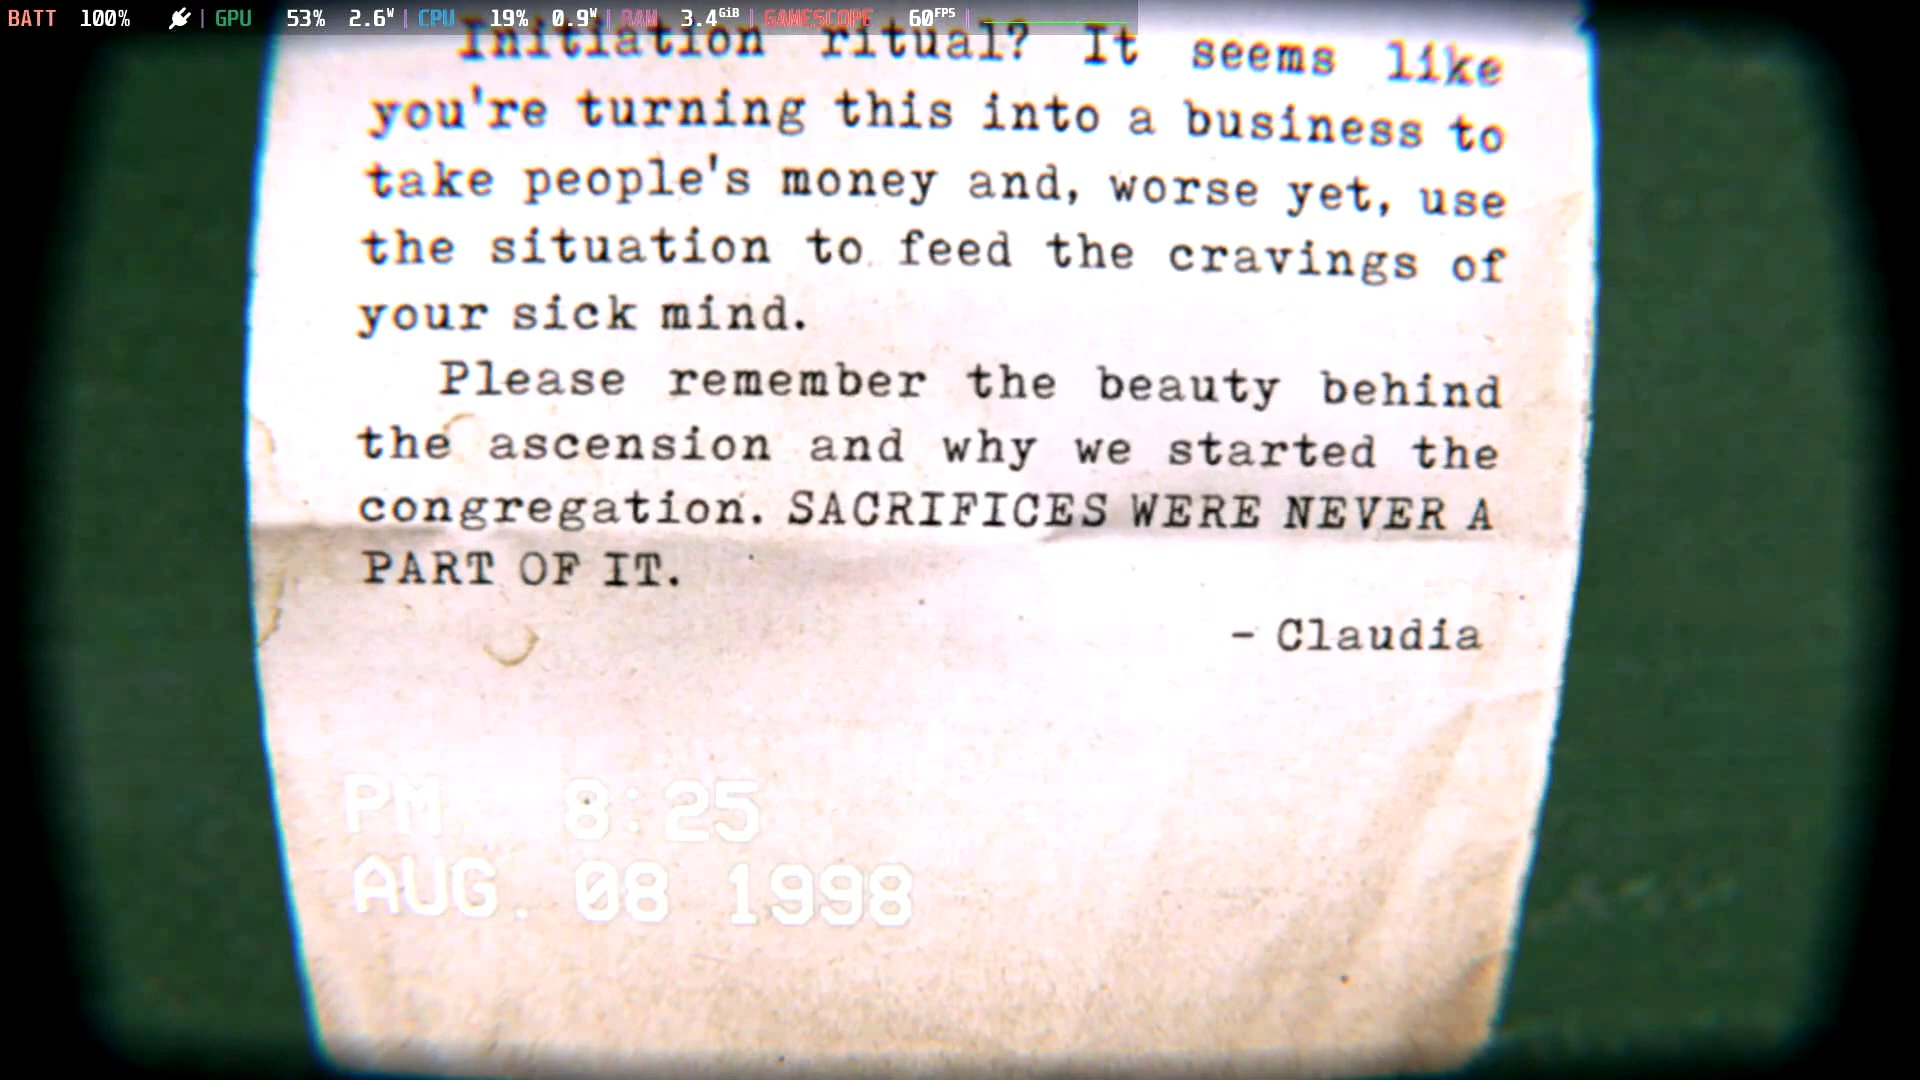 BATT 100% | GPU 53% 2.6W | CPU 19% 0.9W | RAM 3.4GiB | GAMESCOPE 60FPS |
Initiation ritual? It seems like
you're turning this into a business to
take people's money and, worse yet, use
the situation to feed the cravings of
your sick mind.
Please remember the beauty behind
the ascension and why we started the
congregation. SACRIFICES WERE NEVER A
PART OF IT.
- Claudia
PM 8:25
AUG. 08 1998